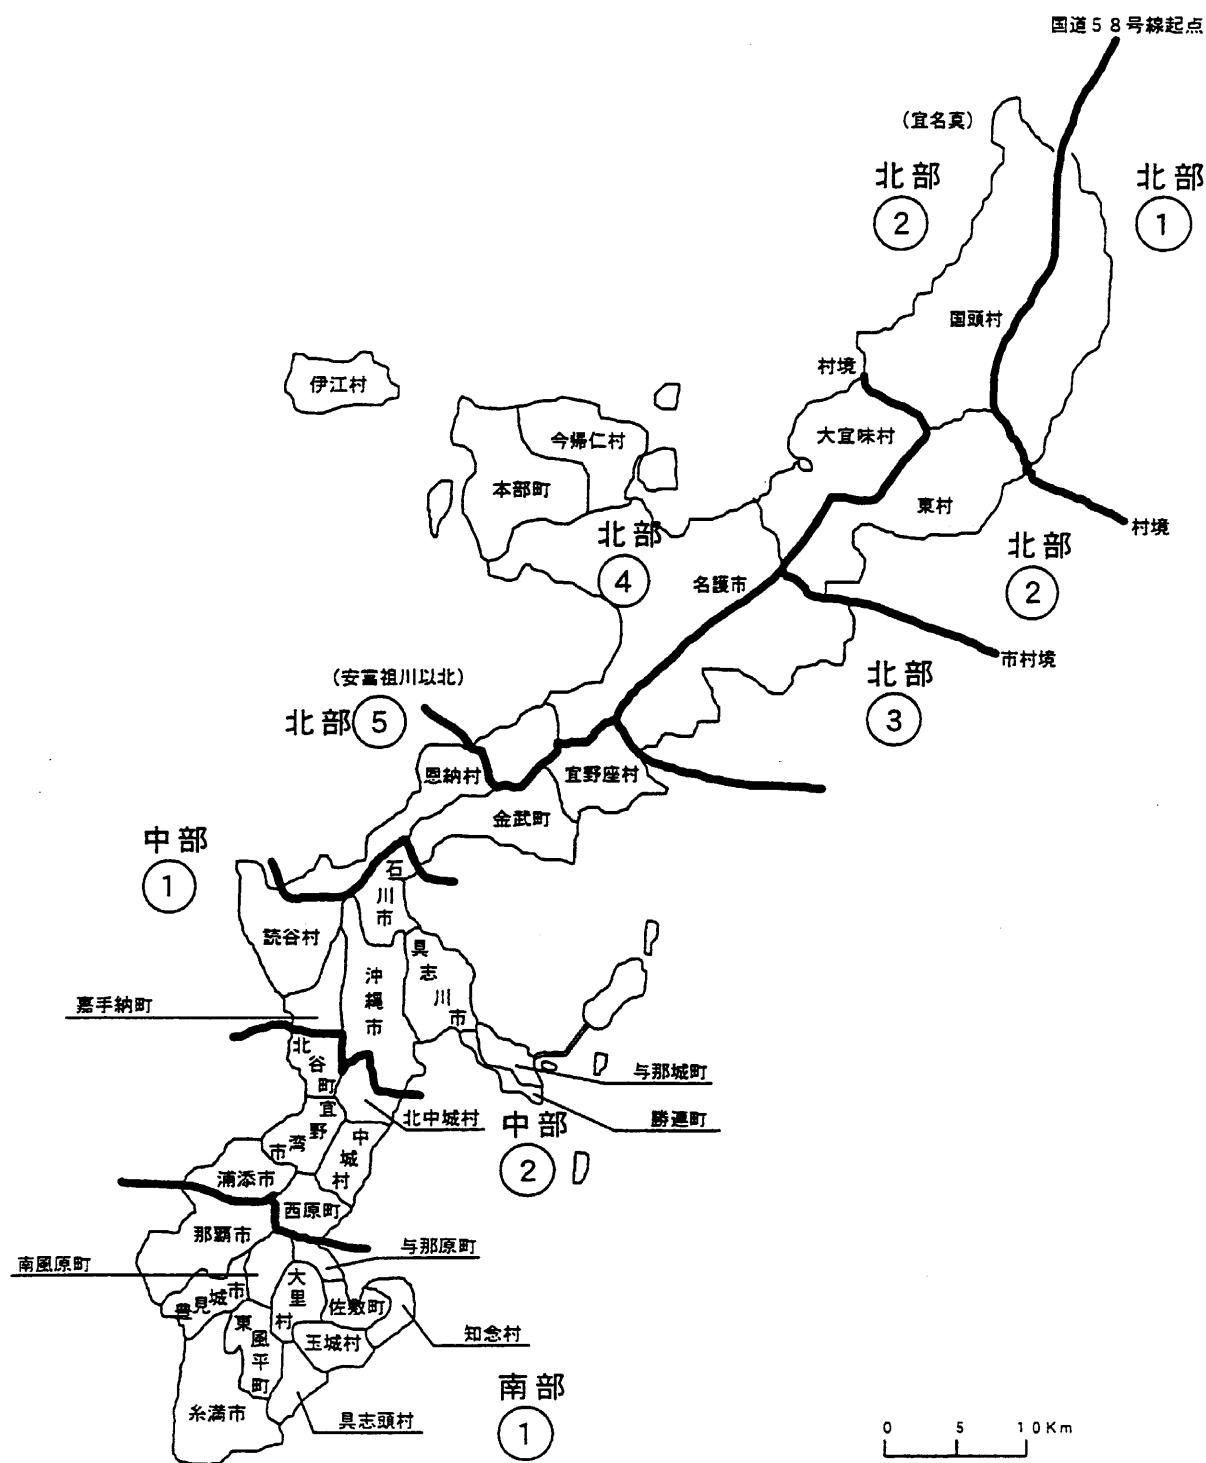 国道58号線起点
(宜名真)
北部
②
北部
①
国頭村
村境
伊江村
大宜味村
今帰仁村
本部町
東村
村境
北部
④
北部
②
名護市
市村境
(安富祖川以北)
北部⑤
北部
③
恩納村
宜野座村
金武町
中部
①
石川市
読谷村
具志川市
沖縄市
嘉手納町
北谷町
与那城町
勝連町
北中城村
中部
②
宜野湾市
中城村
浦添市
西原町
那覇市
与那原町
南風原町
大里村
豊見城市
佐敷町
東風平町
知念村
玉城村
南部
①
糸満市
具志頭村
0 5 10Km